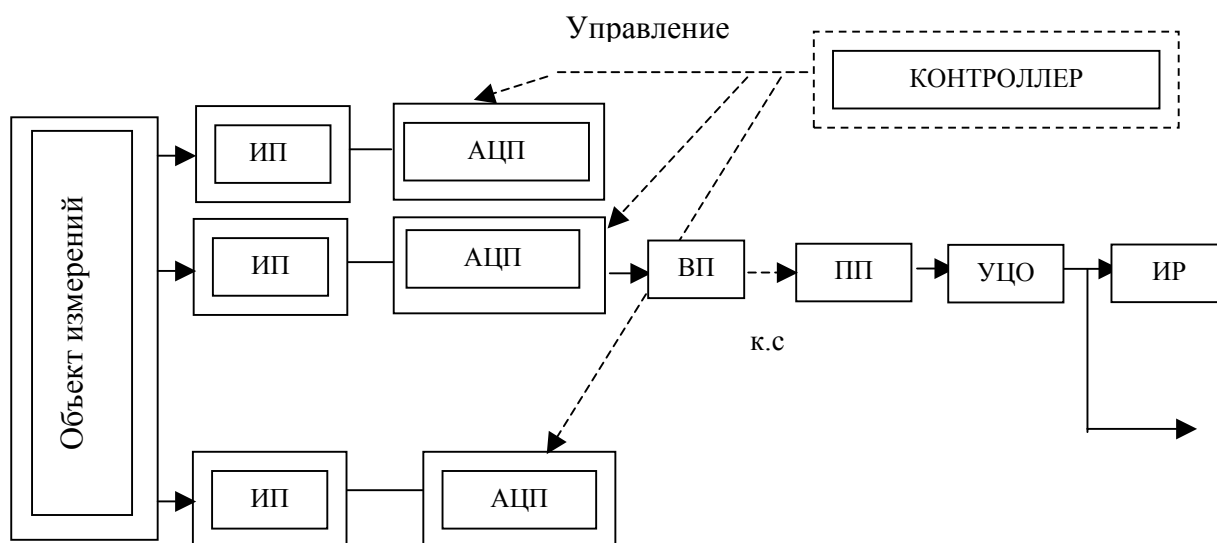 Управление
КОНТРОЛЛЕР
ИП
АЦП
Объект измерений
ИП
АЦП
ВП
ПП
УЦО
ИР
к.с
ИП
АЦП